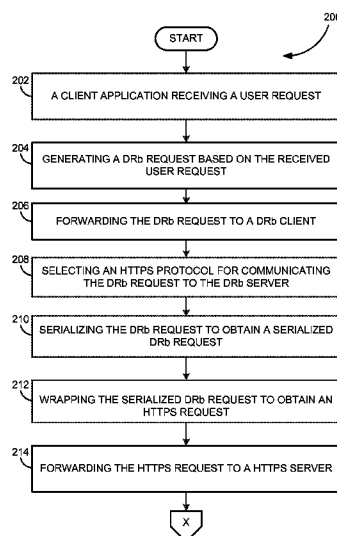 200
START
202
A CLIENT APPLICATION RECEIVING A USER REQUEST
204
GENERATING A DRb REQUEST BASED ON THE RECEIVED
USER REQUEST
206
FORWARDING THE DRb REQUEST TO A DRb CLIENT
208
SELECTING AN HTTPS PROTOCOL FOR COMMUNICATING
THE DRb REQUEST TO THE DRb SERVER
210
SERIALIZING THE DRb REQUEST TO OBTAIN A SERIALIZED
DRb REQUEST
212
WRAPPING THE SERIALIZED DRb REQUEST TO OBTAIN AN
HTTPS REQUEST
214
FORWARDING THE HTTPS REQUEST TO A HTTPS SERVER
X